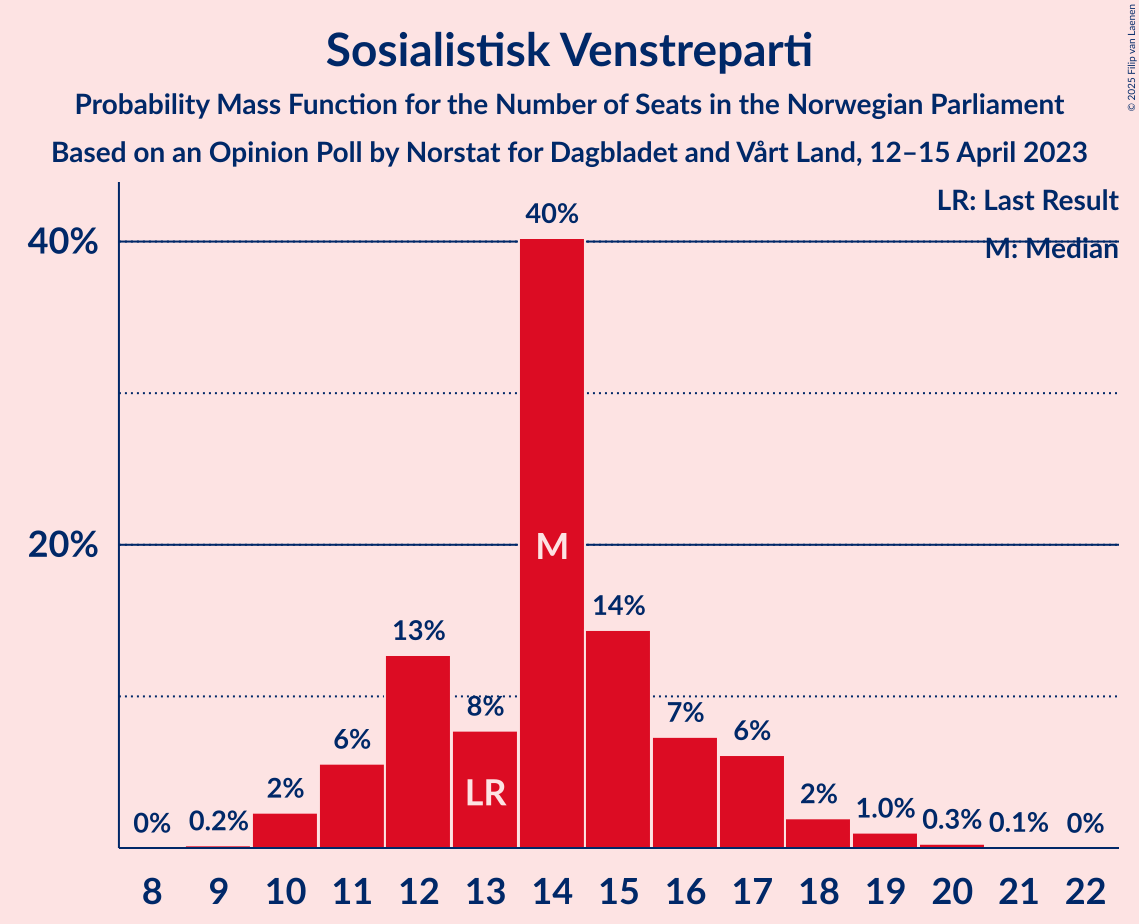 Sosialistisk Venstreparti
Probability Mass Function for the Number of Seats in the Norwegian Parliament
Based on an Opinion Poll by Norstat for Dagbladet and Vårt Land, 12–15 April 2023
© 2025 Filip van Laenen
LR: Last Result
M: Median
40%
20%
0%
0.2%
2%
6%
13%
8%
40%
14%
7%
6%
2%
1.0%
0.3%
0.1%
0%
LR
M
8 9 10 11 12 13 14 15 16 17 18 19 20 21 22